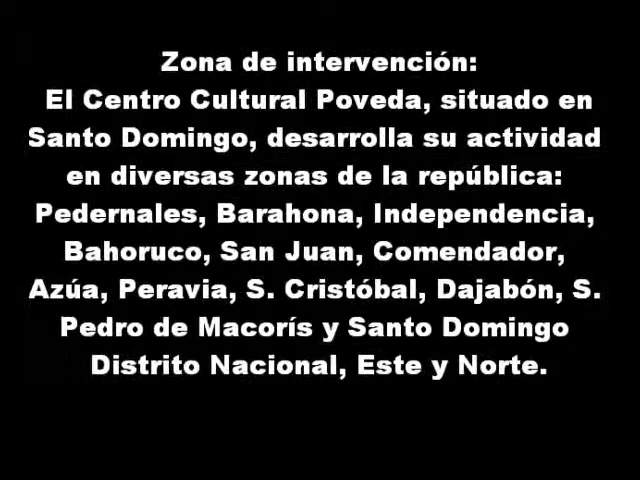 Zona de intervención:
El Centro Cultural Poveda, situado en
Santo Domingo, desarrolla su actividad
en diversas zonas de la república:
Pedernales, Barahona, Independencia,
Bahoruco, San Juan, Comendador,
Azúa, Peravia, S. Cristóbal, Dajabón, S.
Pedro de Macorís y Santo Domingo
Distrito Nacional, Este y Norte.